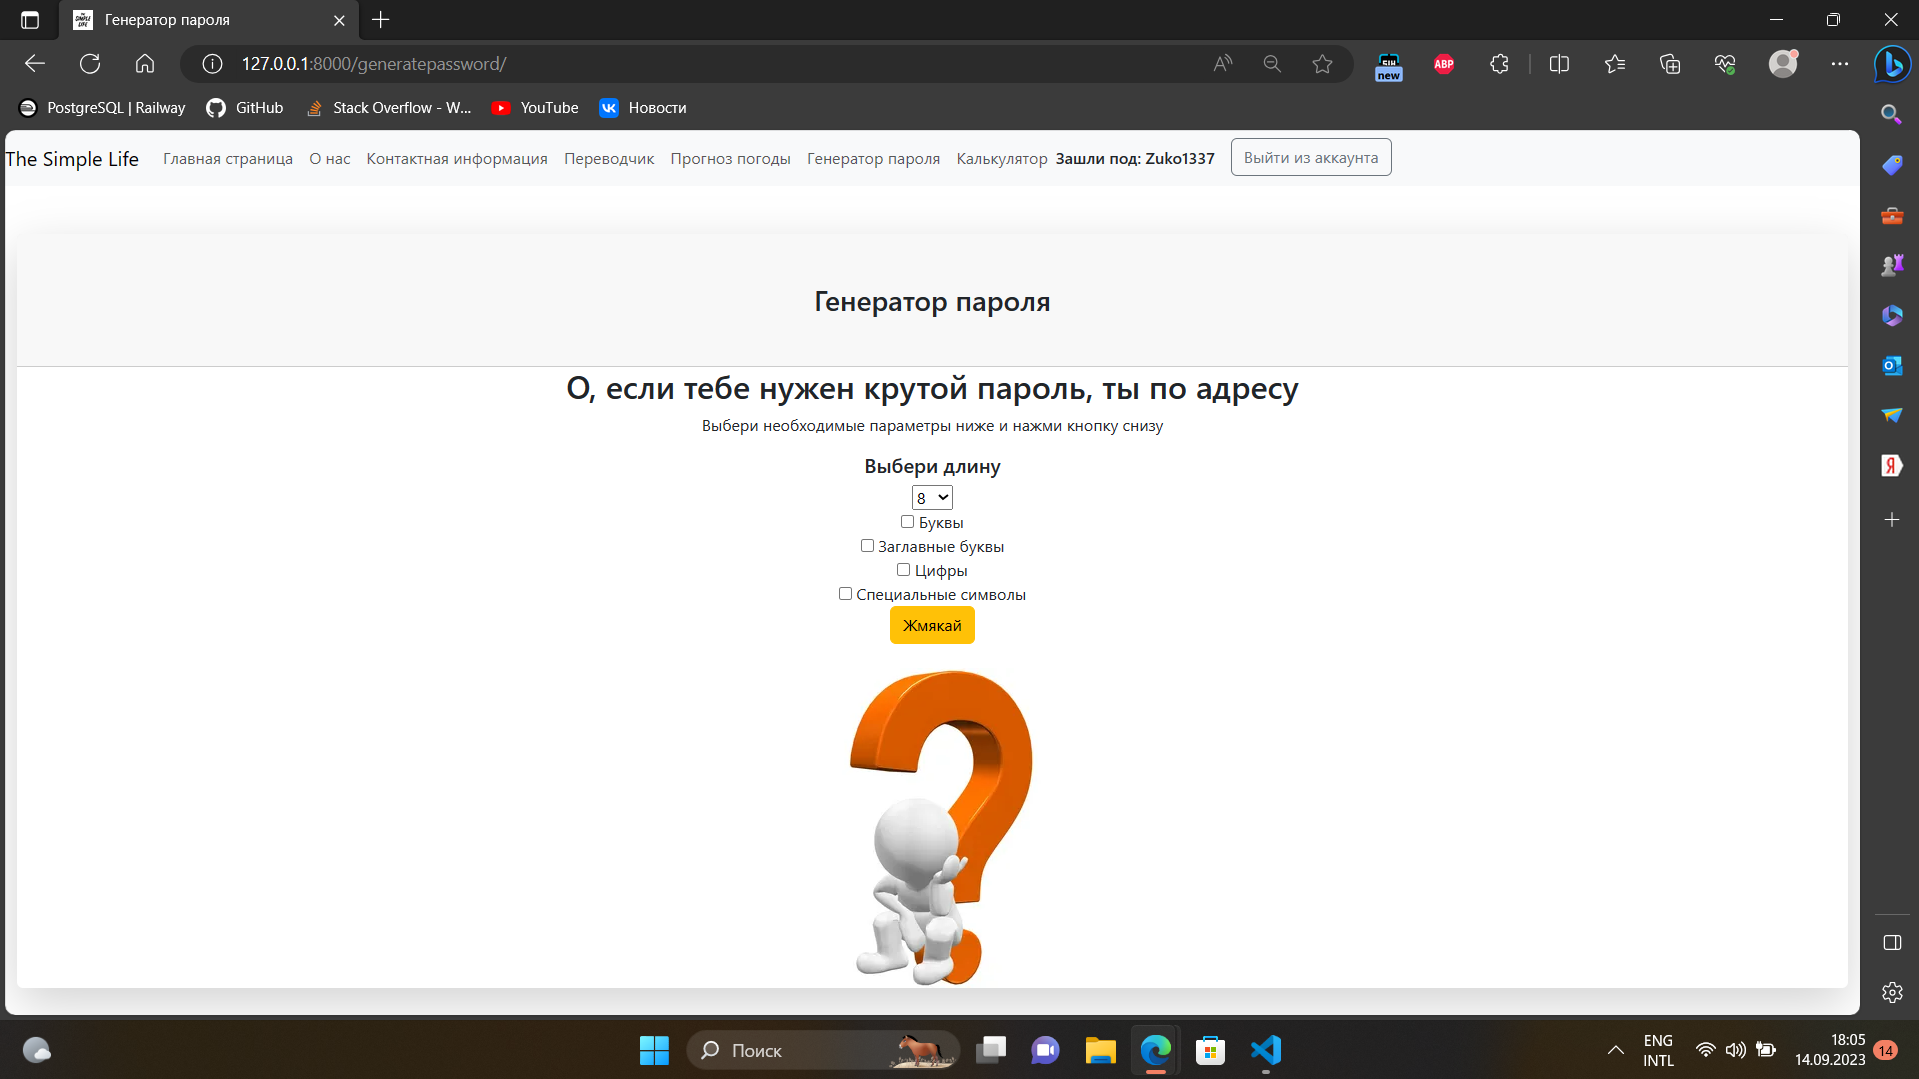 Генератор пароля
127.0.0.1:8000/generatepassword/
ABP
new
PostgreSQL | Railway GitHub Stack Overflow - W... YouTube Новости
The Simple Life Главная страница О нас Контактная информация Переводчик Прогноз погоды Генератор пароля Калькулятор Зашли под: Zuko1337 Выйти из аккаунта
Генератор пароля
О, если тебе нужен крутой пароль, ты по адресу
Выбери необходимые параметры ниже и нажми кнопку снизу
Выбери длину
8
Буквы
Заглавные буквы
Цифры
Специальные символы
Жмякай
Поиск
ENG
INTL
18:05
14.09.2023
14